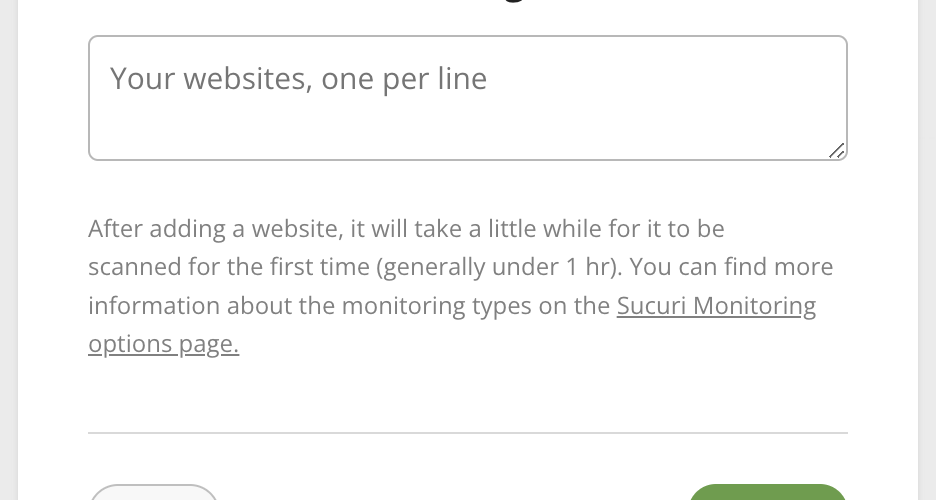 Your websites, one per line
After adding a website, it will take a little while for it to be
scanned for the first time (generally under 1 hr). You can find more
information about the monitoring types on the Sucuri Monitoring
options page.